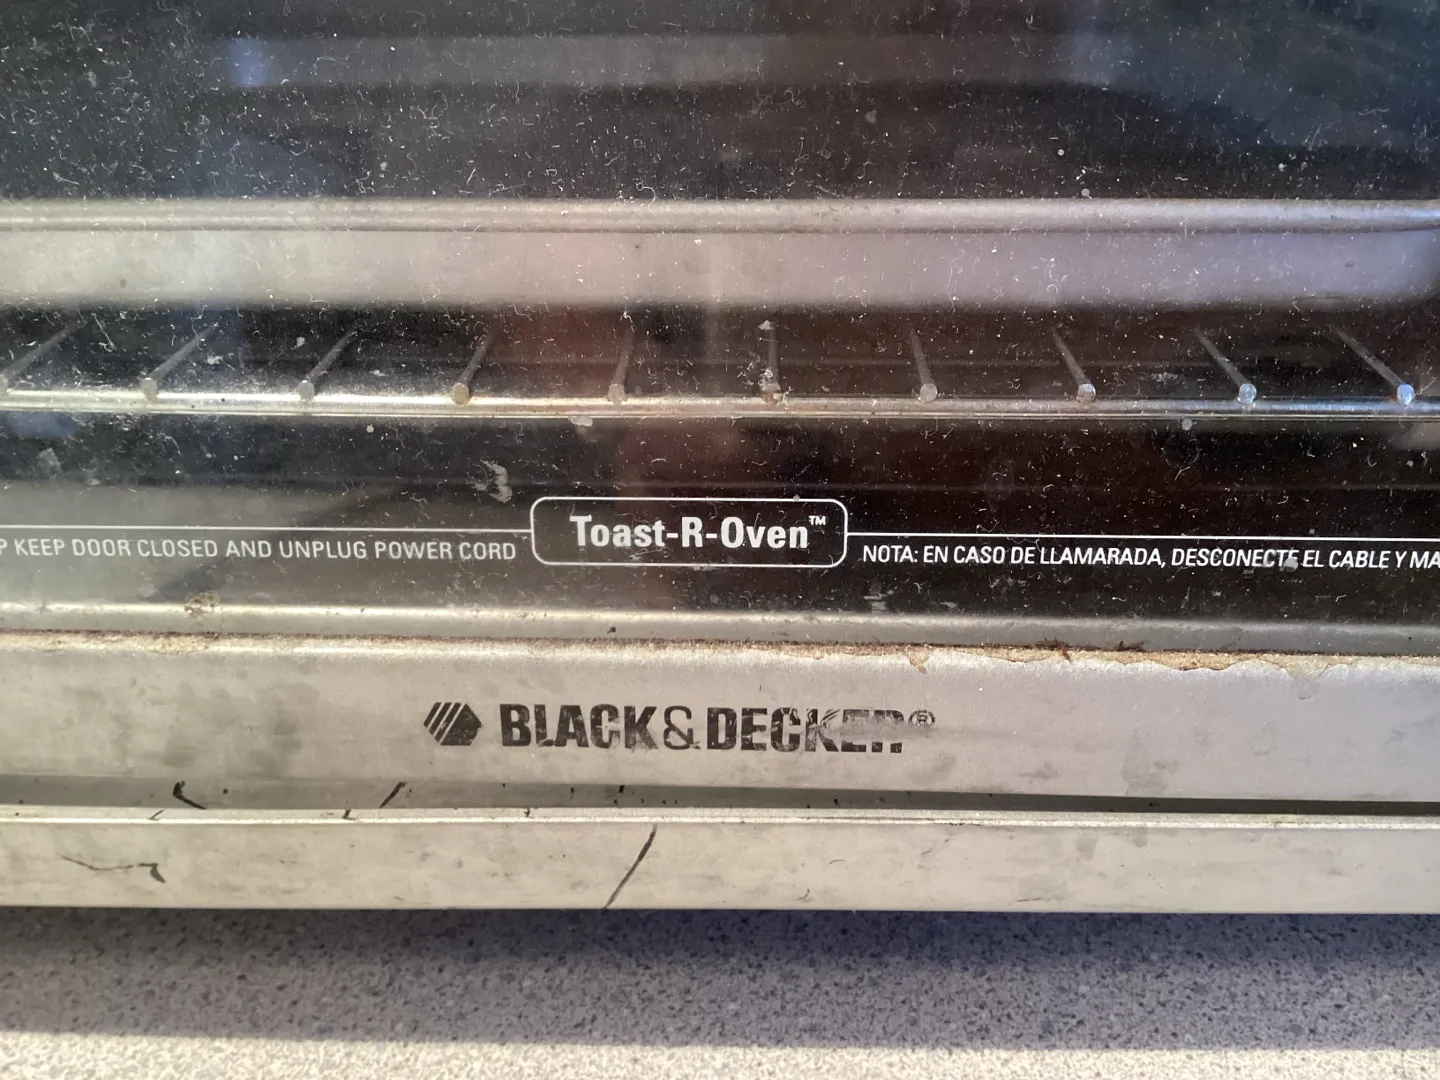 KEEP DOOR CLOSED AND UNPLUG POWER CORD
Toast-R-Oven™
NOTA: EN CASO DE LLAMARADA, DESCONECTE EL CABLE Y
BLACK & DECKER®